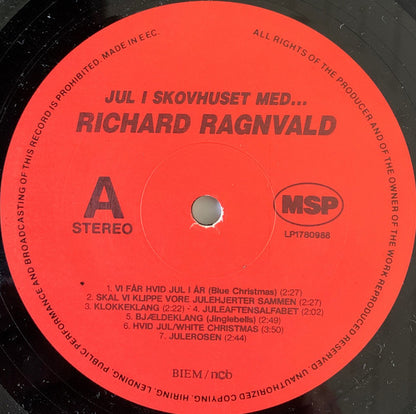 ALL RIGHTS OF THE PRODUCER AND OF THE OWNER OF THE WORK REPRODUCED RESERVED. UNAUTHORIZED COPYING, HIRING, LENDING, PUBLIC PERFORMANCE AND BROADCASTING OF THIS RECORD IS PROHIBITED. MADE IN EEC.
JUL I SKOVHUSET MED...
RICHARD RAGNVALD
A
STEREO
MSP
LP1780988
1. VI FÅR HVID JUL I ÅR (Blue Christmas) (2:27)
2. SKAL VI KLIPPE VORE JULEHJERTER SAMMEN (2:27)
3. KLOKKEKLANG (2:22) - 4. JULEAFTENSALFABET (2:02)
5. BJÆLDEKLANG (Jinglebells) (2:49)
6. HVID JUL/WHITE CHRISTMAS (3:50)
7. JULEROSEN (2:44)
BIEM/ncb